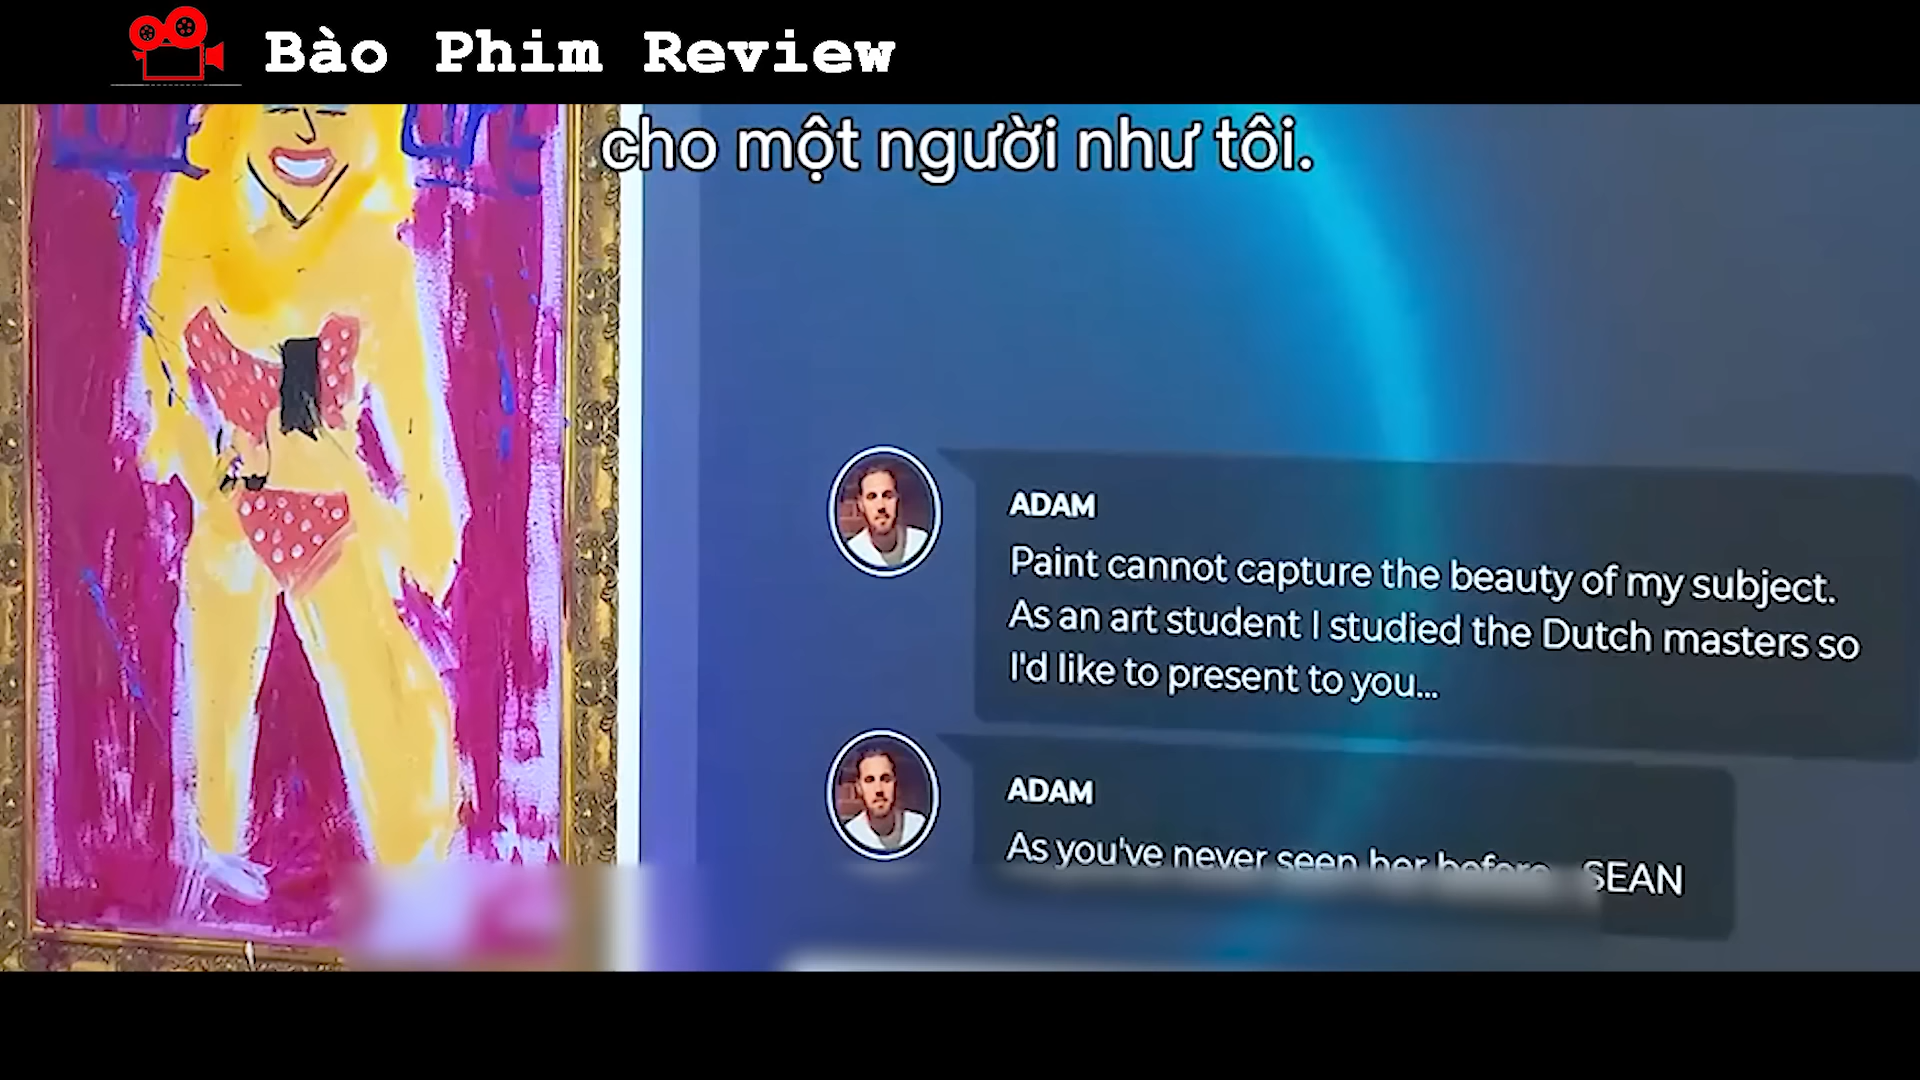 Bào Phim Review
cho một người như tôi.
ADAM
Paint cannot capture the beauty of my subject.
As an art student I studied the Dutch masters so
I'd like to present to you...
ADAM
As you've never seen her before SEAN